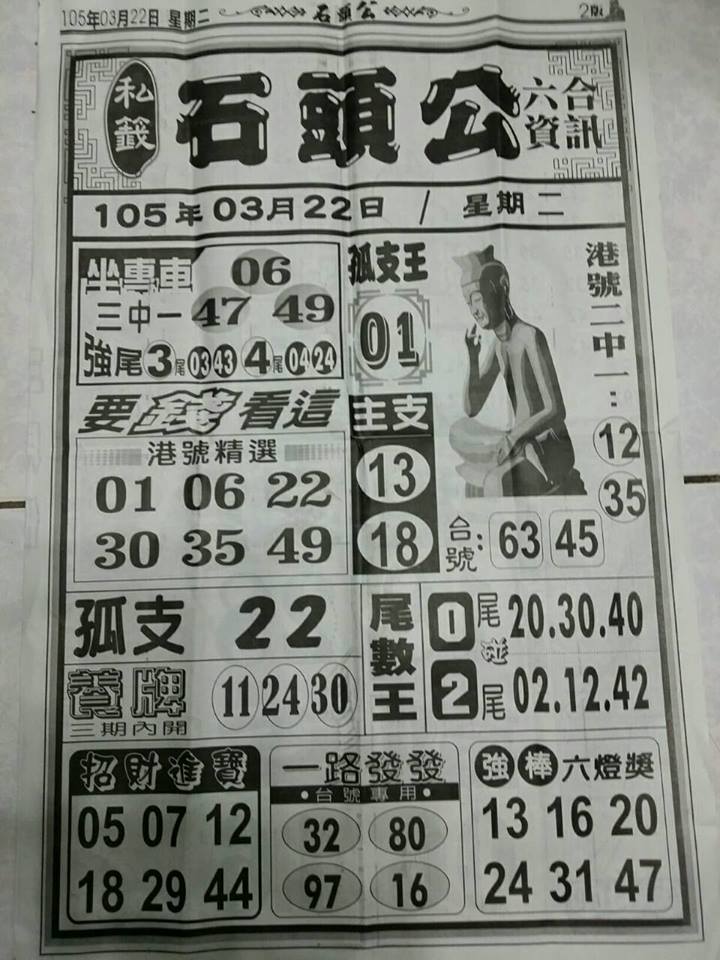 105年03月22日 星期二
石頭公
2版
私籤
石頭公
六合
資訊
105年03月22日 / 星期二
坐專車 06
三中一 47 49
強尾 3尾 03 43 4尾 04 24
孤支王
01
港號二中一：
12
35
要錢看這
港號精選
01 06 22
30 35 49
主支
13
18
台號：63 45
孤支 22
養牌 11 24 30
三期內開
尾數王
0尾 20.30.40
碰
2尾 02.12.42
招財進寶
05 07 12
18 29 44
一路發發
•台號專用•
32 80
97 16
強棒六燈獎
13 16 20
24 31 47